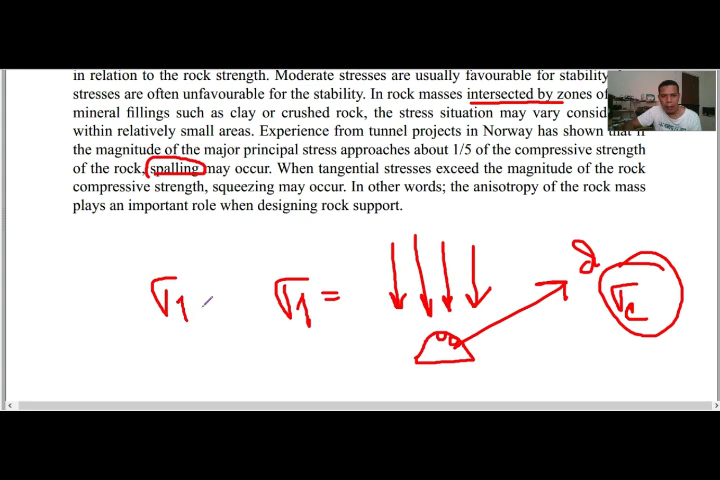 in relation to the rock strength. Moderate stresses are usually favourable for stability.
stresses are often unfavourable for the stability. In rock masses intersected by zones of
mineral fillings such as clay or crushed rock, the stress situation may vary
within relatively small areas. Experience from tunnel projects in Norway has shown that if
the magnitude of the major principal stress approaches about 1/5 of the compressive strength
of the rock, spalling may occur. When tangential stresses exceed the magnitude of the rock
compressive strength, squeezing may occur. In other words; the anisotropy of the rock mass
plays an important role when designing rock support.
σ1 σ1 = σc